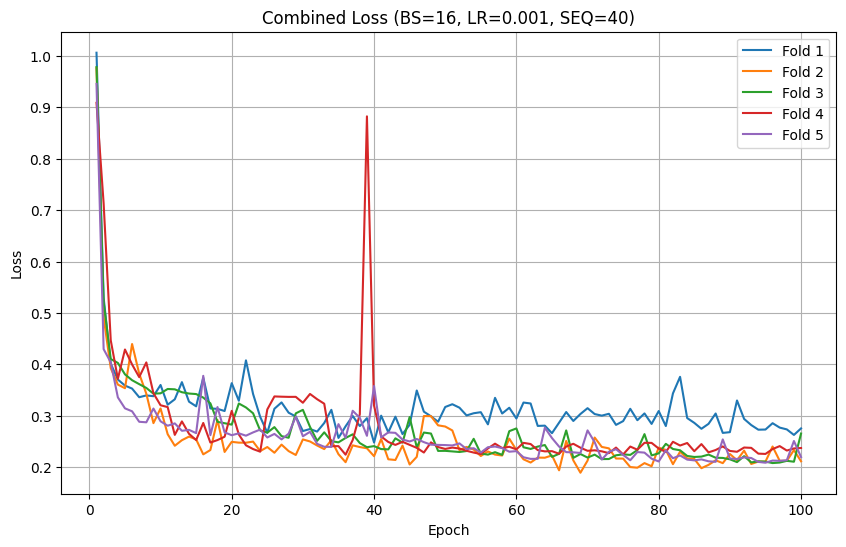 Combined Loss (BS=16, LR=0.001, SEQ=40)
Fold 1
Fold 2
Fold 3
Fold 4
Fold 5
1.0
0.9
0.8
0.7
0.6
0.5
0.4
0.3
0.2
Loss
0 20 40 60 80 100
Epoch